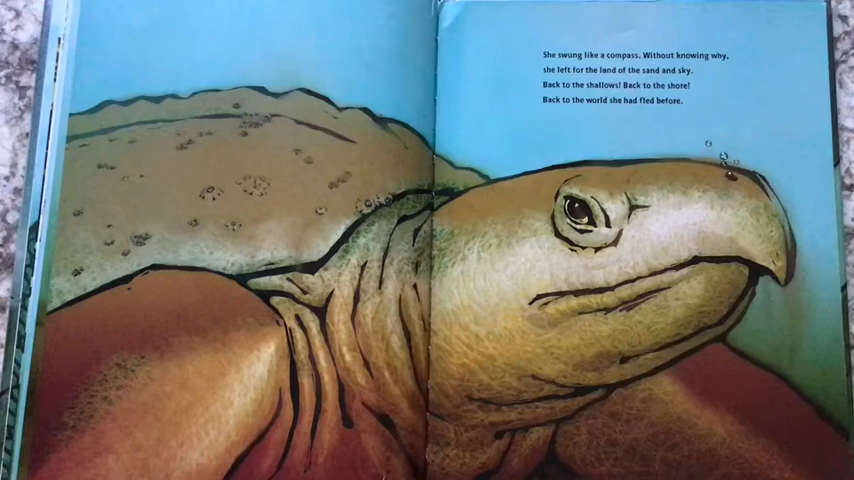 She swung like a compass. Without knowing why,
she left for the land of the sand and sky.
Back to the shallows! Back to the shore!
Back to the world she had fled before.